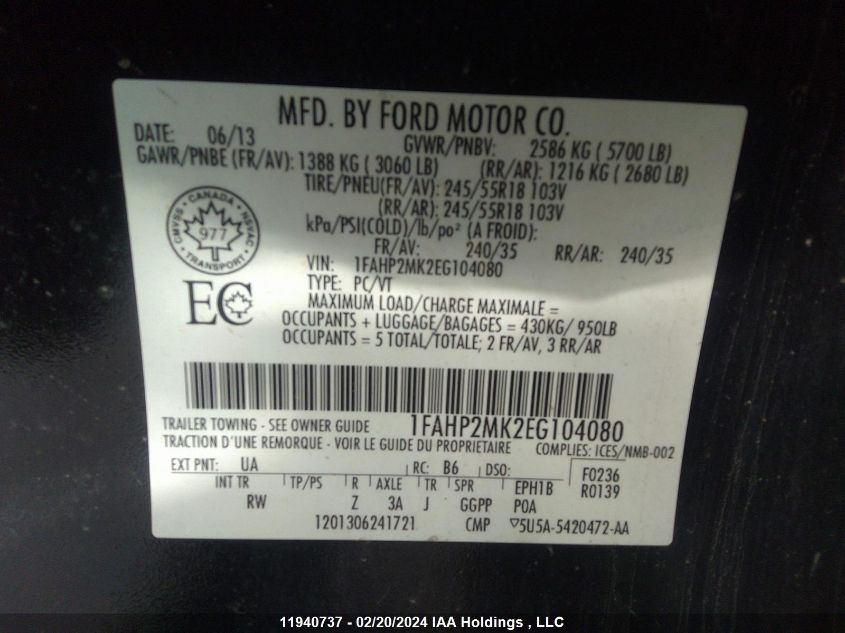 MFD. BY FORD MOTOR CO.
DATE: 06/13 GVWR/PNBV: 2586 KG ( 5700 LB)
GAWR/PNBE (FR/AV): 1388 KG ( 3060 LB) (RR/AR): 1216 KG ( 2680 LB)
TIRE/PNEU(FR/AV): 245/55R18 103V
(RR/AR): 245/55R18 103V
kPa/PSI(COLD)/lb/po² (A FROID):
FR/AV: 240/35 RR/AR: 240/35
CANADA
CMVSS NSVAC
977
TRANSPORT
VIN: 1FAHP2MK2EG104080
TYPE: PC/VT
EC
MAXIMUM LOAD/CHARGE MAXIMALE =
OCCUPANTS + LUGGAGE/BAGAGES = 430KG/ 950LB
OCCUPANTS = 5 TOTAL/TOTALE; 2 FR/AV, 3 RR/AR
TRAILER TOWING - SEE OWNER GUIDE 1FAHP2MK2EG104080
TRACTION D'UNE REMORQUE - VOIR LE GUIDE DU PROPRIETAIRE COMPLIES: ICES/NMB-002
EXT PNT: UA RC: B6 DSO: F0236
INT TR TP/PS R AXLE TR SPR EPH1B R0139
RW Z 3A J GGPP P0A
1201306241721 CMP ▽5U5A-5420472-AA
11940737 - 02/20/2024 IAA Holdings , LLC